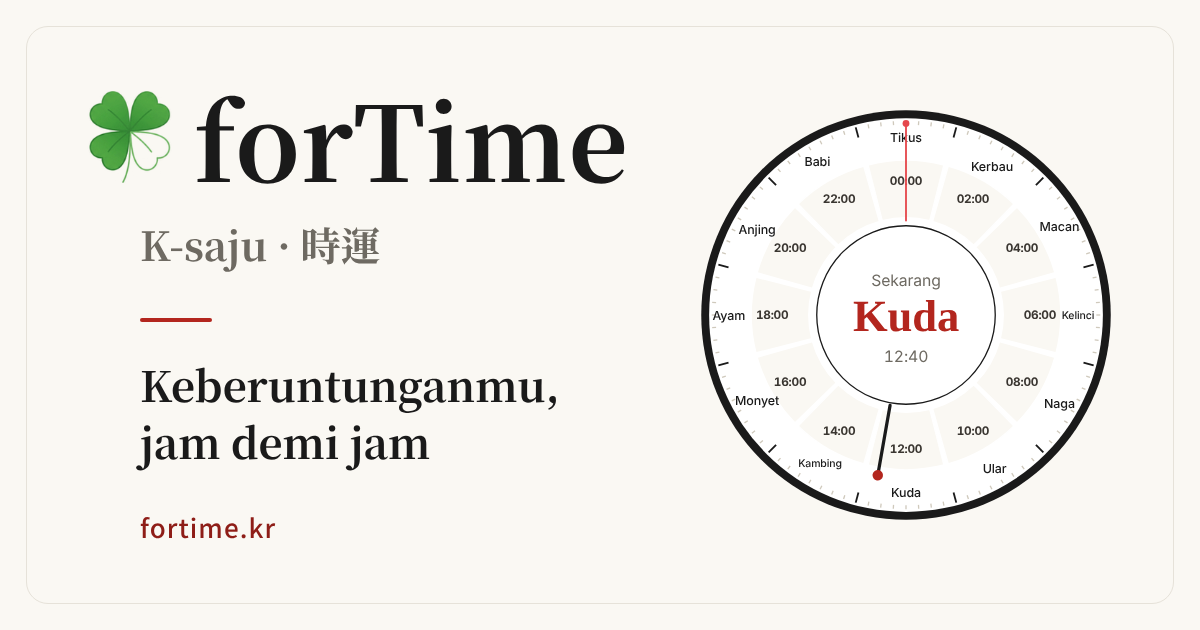 forTime
K-saju · 時運
Keberuntunganmu,
jam demi jam
fortime.kr
Tikus
Kerbau
Macan
Kelinci
Naga
Ular
Kuda
Kambing
Monyet
Ayam
Anjing
Babi
00:00
02:00
04:00
06:00
08:00
10:00
12:00
14:00
16:00
18:00
20:00
22:00
Sekarang
Kuda
12:40